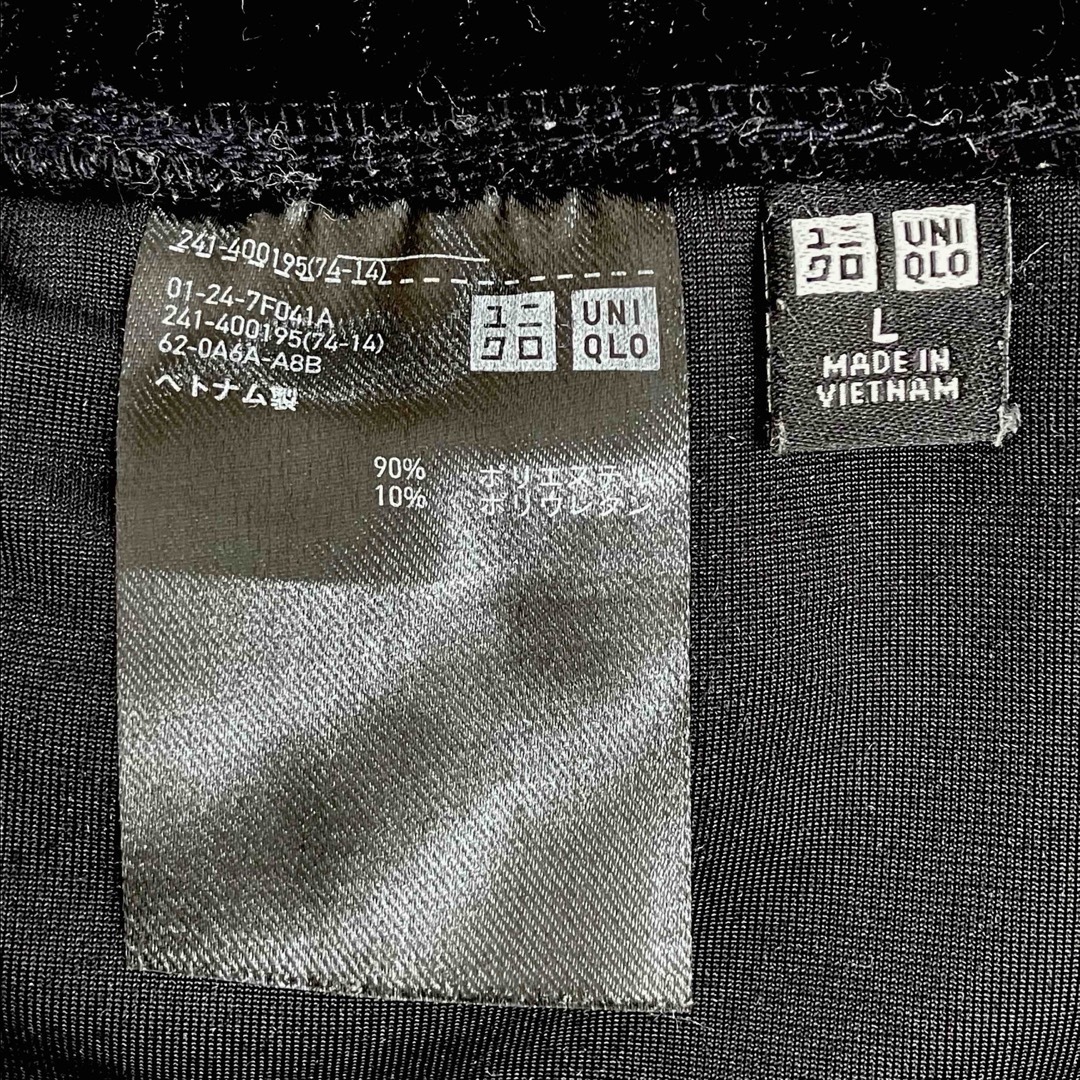 241-400195(74-14)
01-24-7F041A
241-400195(74-14)
62-0A6A-A8B
ベトナム製
ユニ
クロ
UNI
QLO
90% ポリエステル
10% ポリウレタン
ユニ
クロ
UNI
QLO
L
MADE IN
VIETNAM